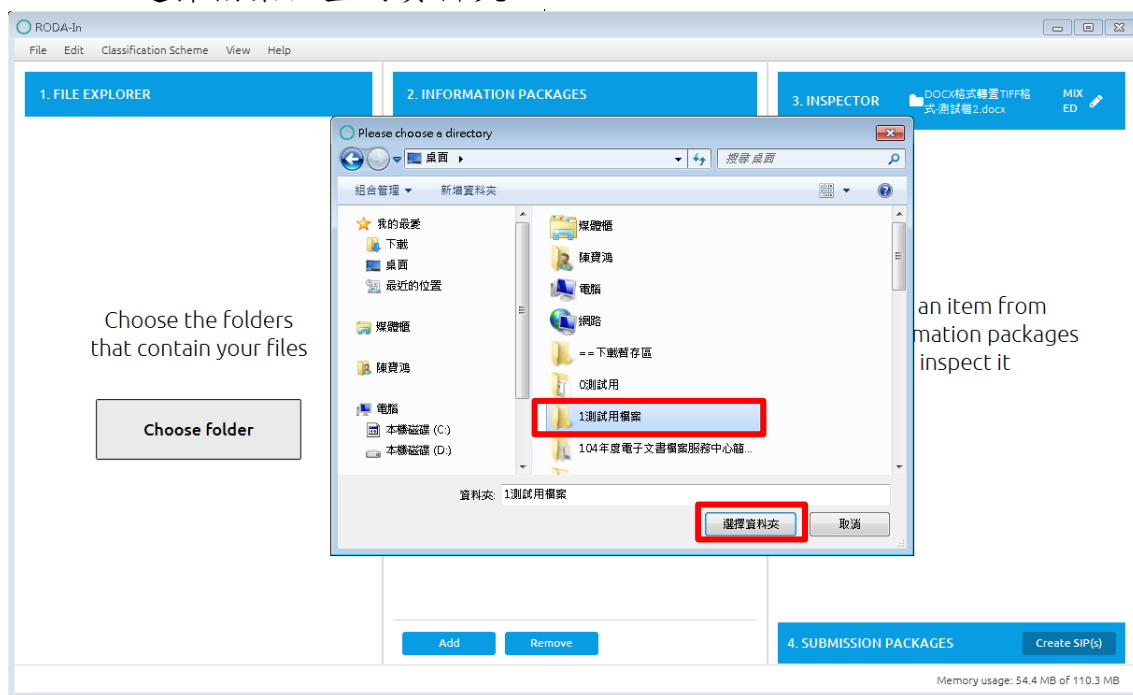 RODA-In
File Edit Classification Scheme View Help
1. FILE EXPLORER
2. INFORMATION PACKAGES
3. INSPECTOR
DOCX格式轉置TIFF格
式-測試檔2.docx
MIX
ED
Please choose a directory
桌面
搜尋桌面
組合管理 新增資料夾
我的最愛
下載
桌面
最近的位置
媒體櫃
陳寶鴻
電腦
本機磁碟 (C:)
本機磁碟 (D:)
媒體櫃
陳寶鴻
電腦
網路
==下載暫存區
0測試用
1測試用檔案
104年度電子文書檔案服務中心簡...
資料夾: 1測試用檔案
選擇資料夾 取消
Choose the folders
that contain your files
Choose folder
an item from
mation packages
inspect it
Add Remove
4. SUBMISSION PACKAGES Create SIP(s)
Memory usage: 54.4 MB of 110.3 MB